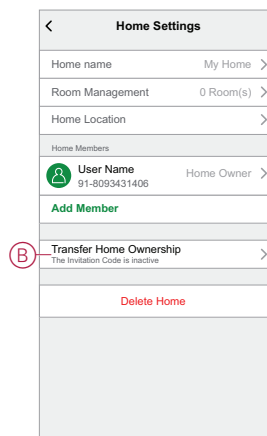 Home Settings
Home name My Home
Room Management 0 Room(s)
Home Location
Home Members
User Name Home Owner
91-8093431406
Add Member
B
Transfer Home Ownership
The Invitation Code is inactive
Delete Home